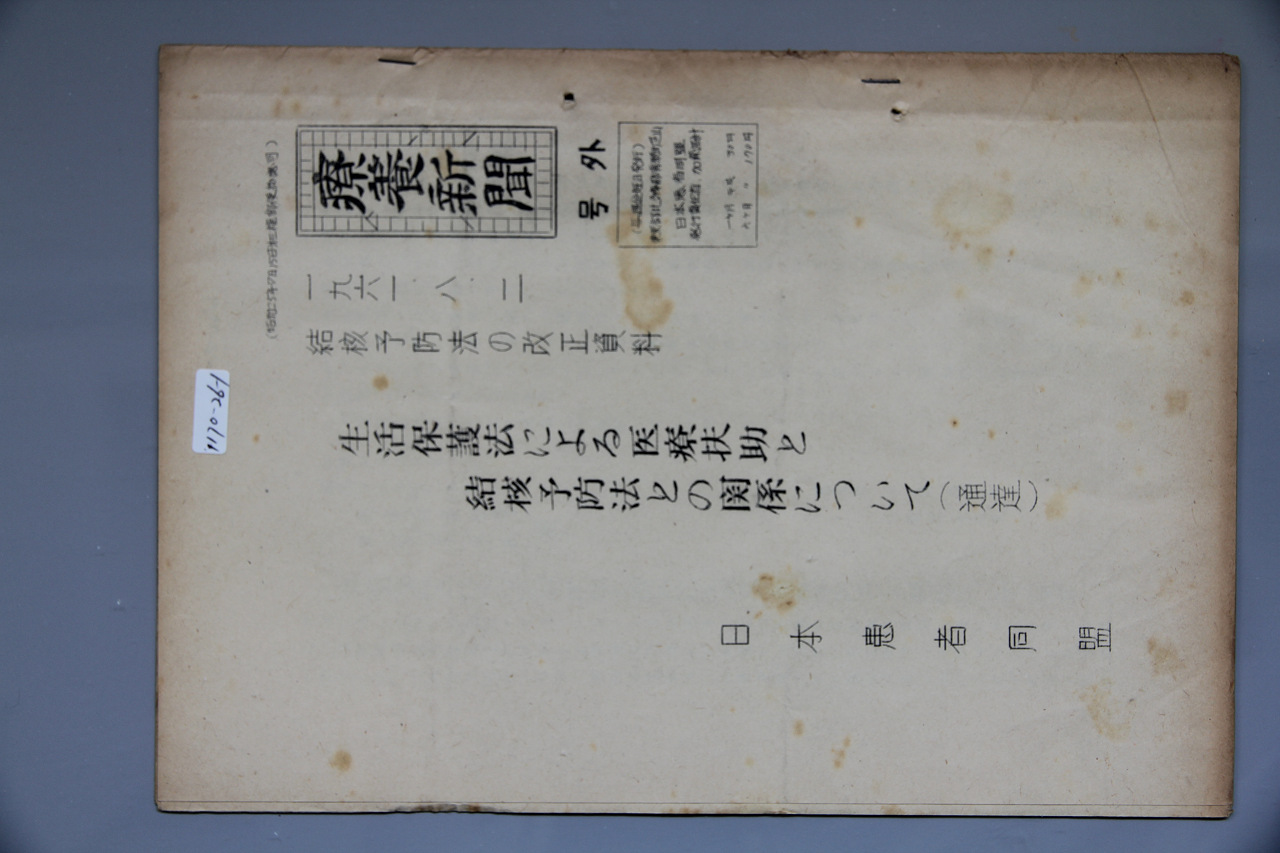 療養新聞
号外
一九六一 八 二
結核予防法の改正資料
生活保護法による医療扶助と
結核予防法との関係について(通達)
日本患者同盟